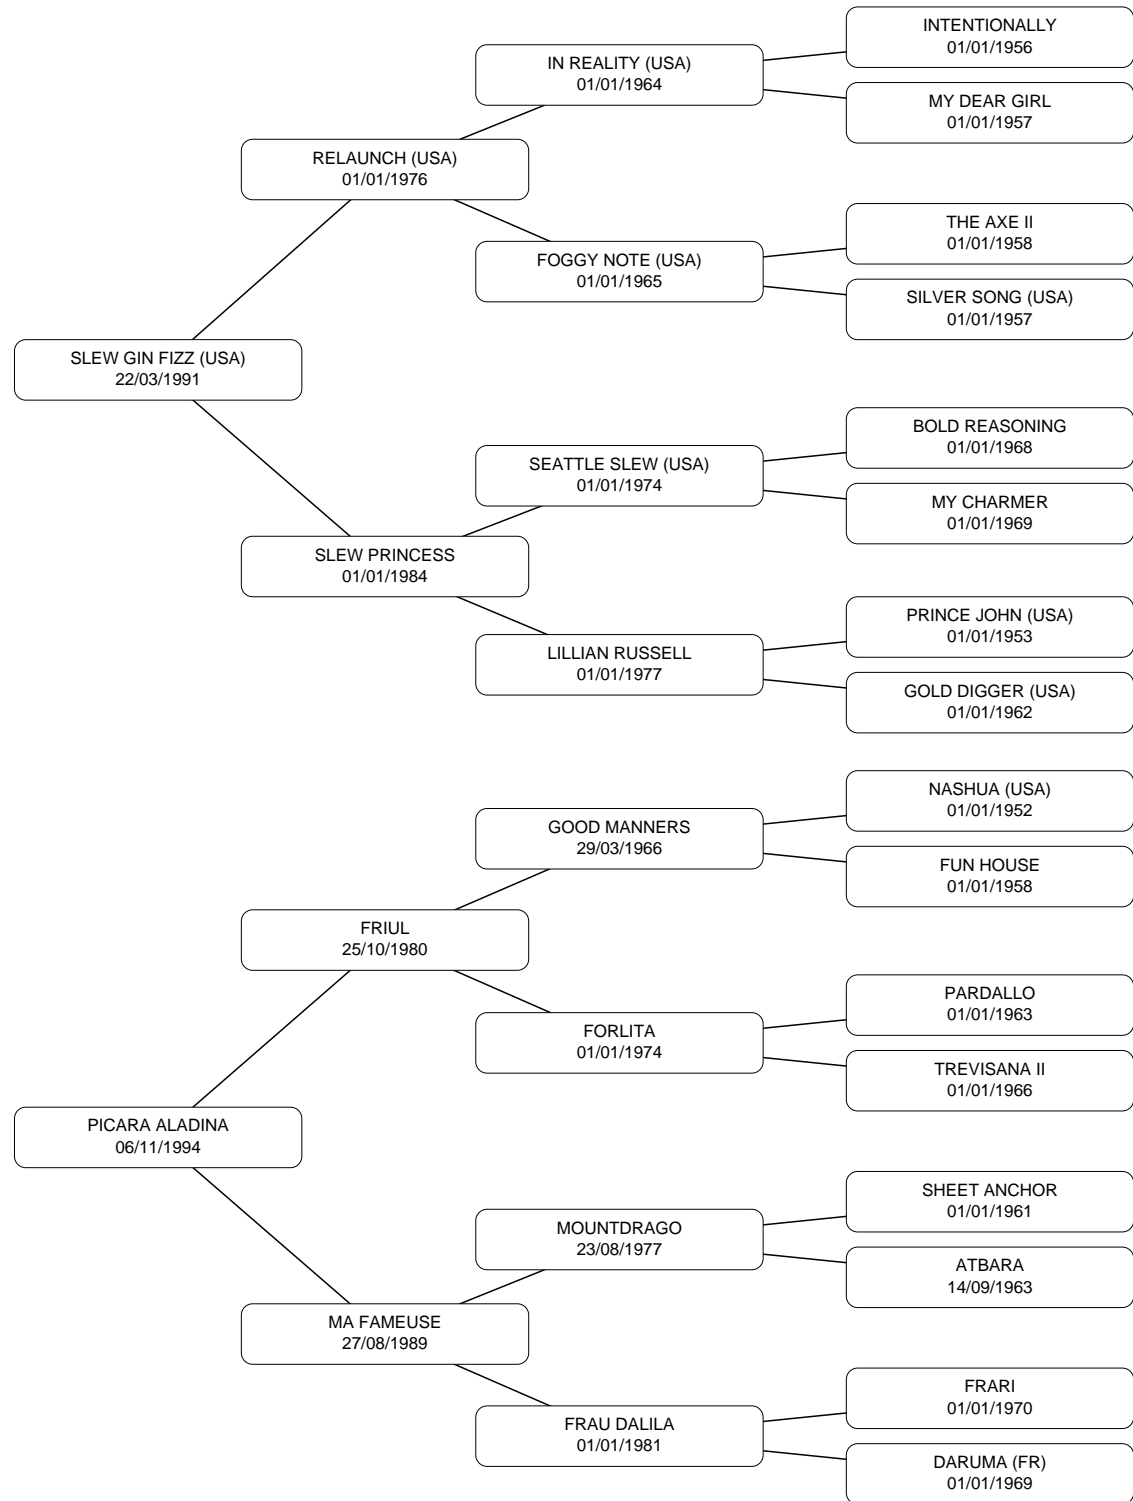 INTENTIONALLY
01/01/1956
IN REALITY (USA)
01/01/1964
MY DEAR GIRL
01/01/1957
RELAUNCH (USA)
01/01/1976
THE AXE II
01/01/1958
FOGGY NOTE (USA)
01/01/1965
SILVER SONG (USA)
01/01/1957
SLEW GIN FIZZ (USA)
22/03/1991
BOLD REASONING
01/01/1968
SEATTLE SLEW (USA)
01/01/1974
MY CHARMER
01/01/1969
SLEW PRINCESS
01/01/1984
PRINCE JOHN (USA)
01/01/1953
LILLIAN RUSSELL
01/01/1977
GOLD DIGGER (USA)
01/01/1962
NASHUA (USA)
01/01/1952
GOOD MANNERS
29/03/1966
FUN HOUSE
01/01/1958
FRIUL
25/10/1980
PARDALLO
01/01/1963
FORLITA
01/01/1974
TREVISANA II
01/01/1966
PICARA ALADINA
06/11/1994
SHEET ANCHOR
01/01/1961
MOUNTDRAGO
23/08/1977
ATBARA
14/09/1963
MA FAMEUSE
27/08/1989
FRARI
01/01/1970
FRAU DALILA
01/01/1981
DARUMA (FR)
01/01/1969